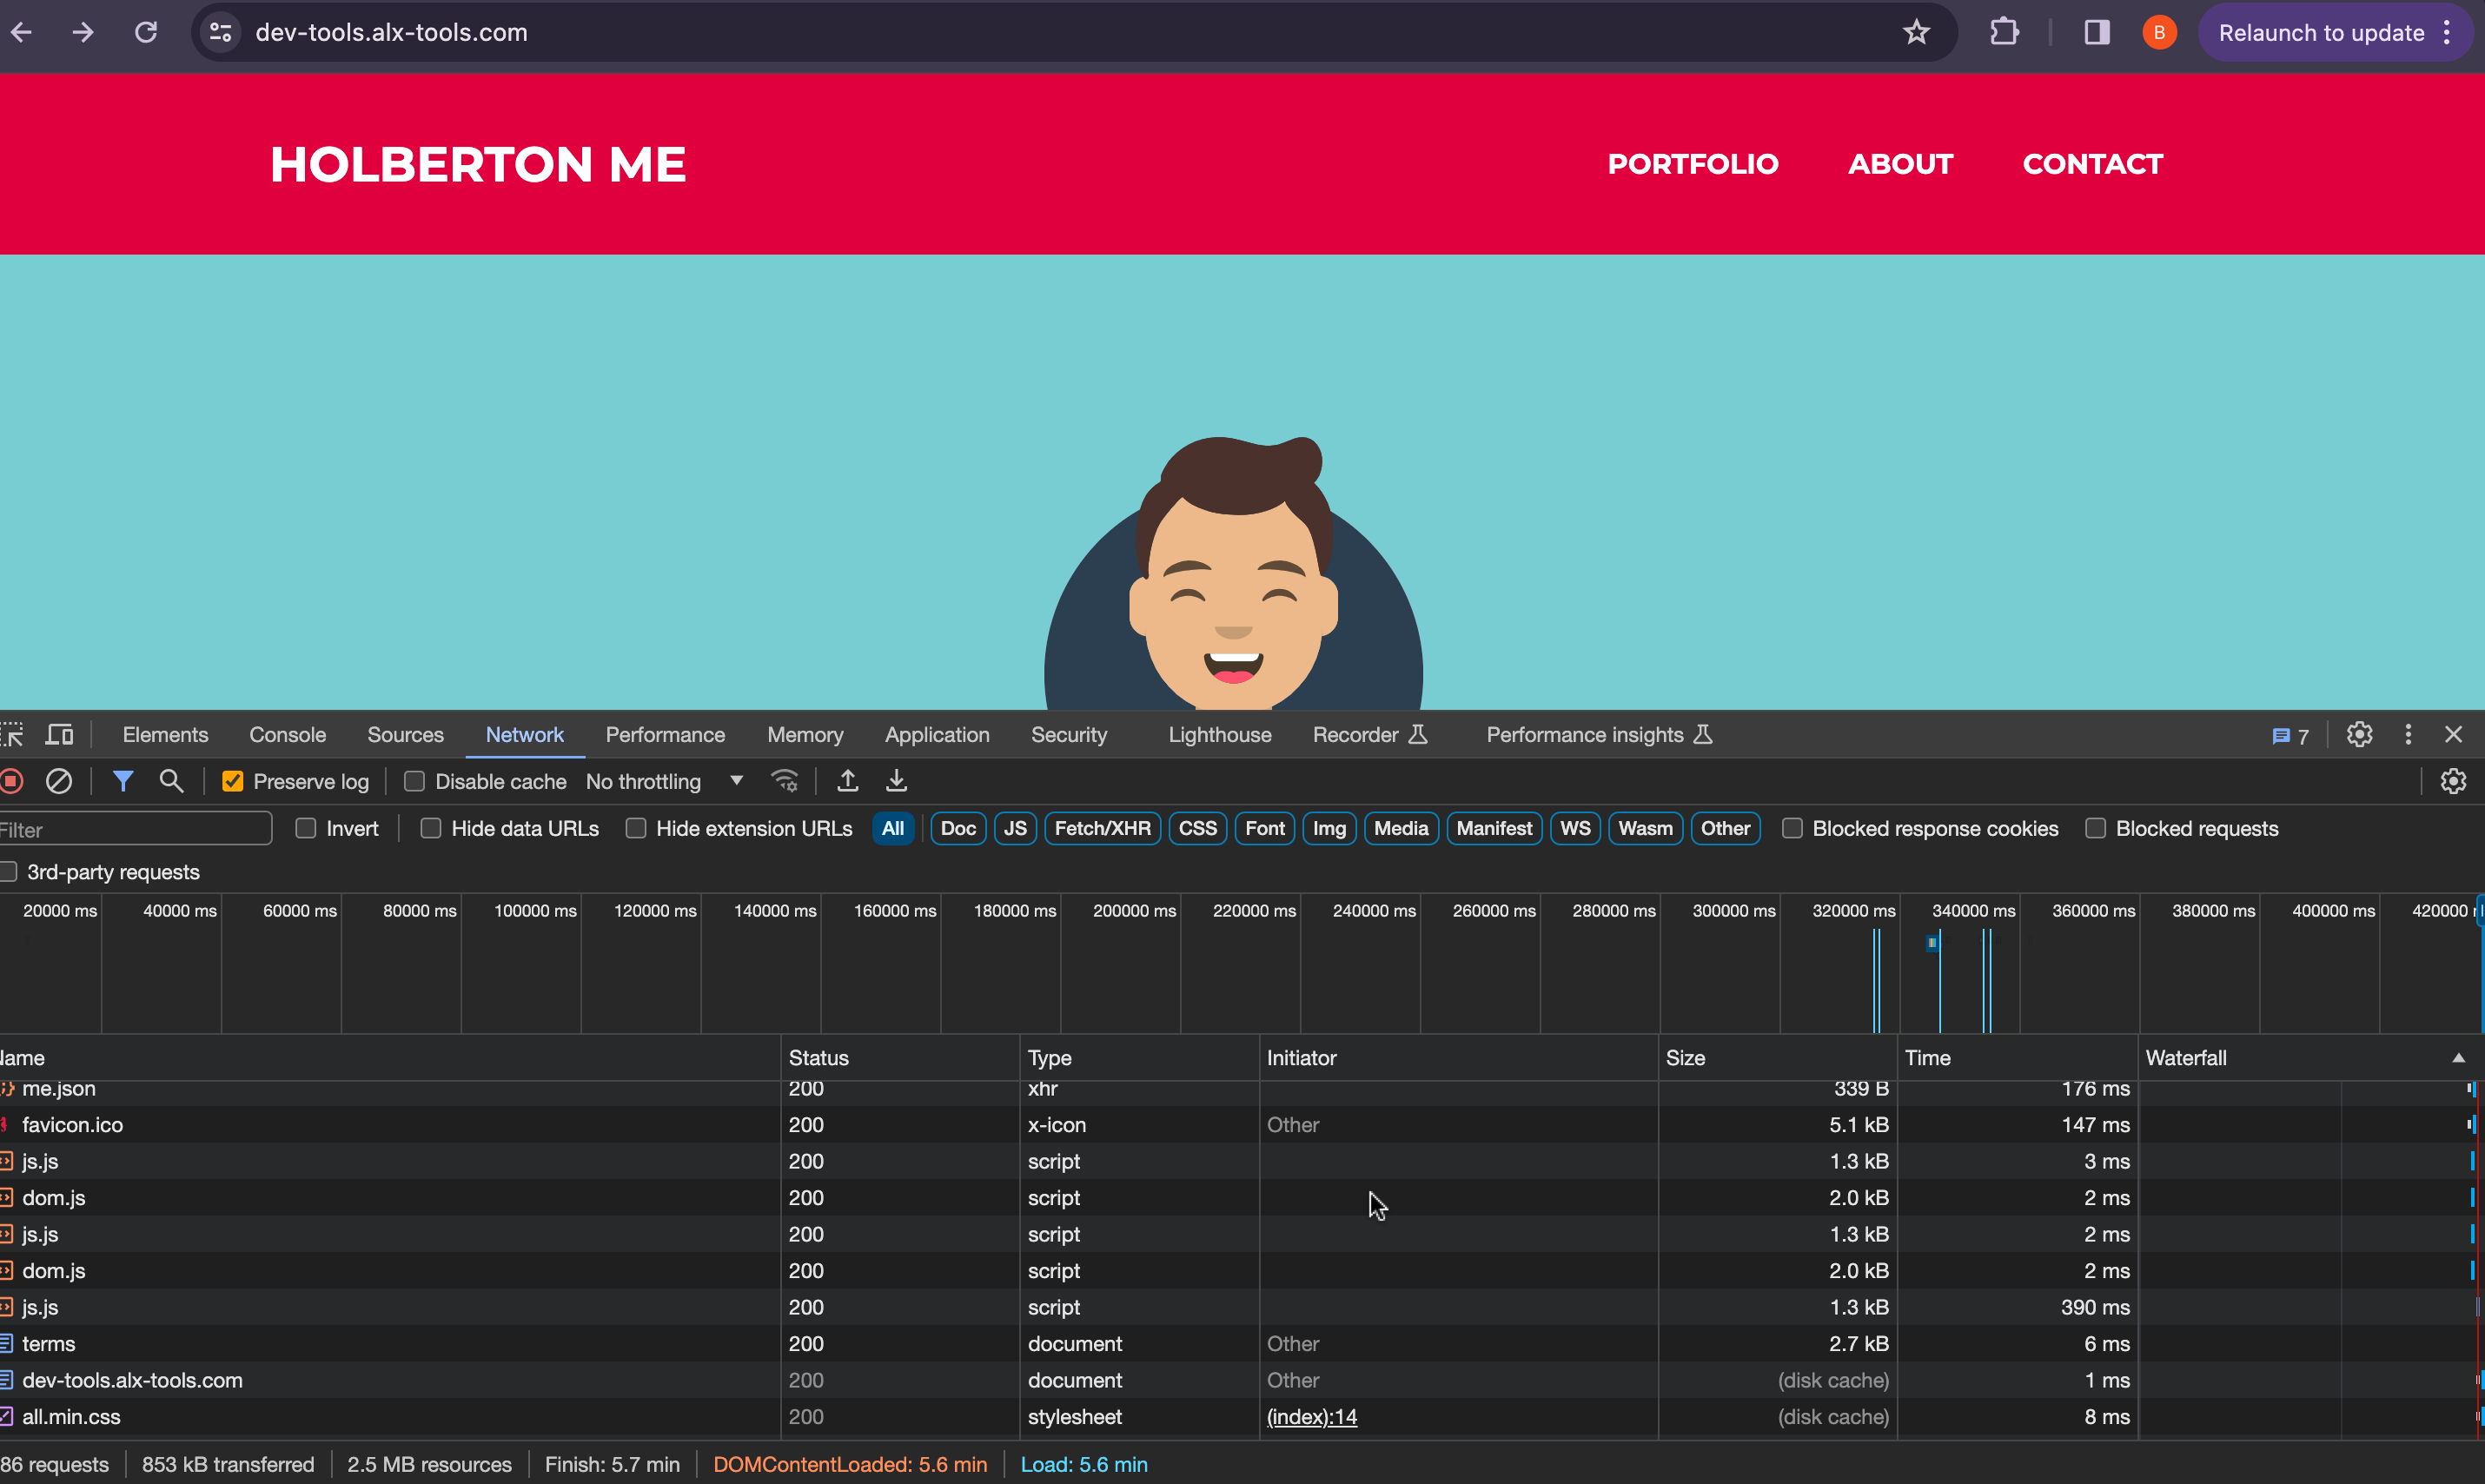 dev-tools.alx-tools.com B Relaunch to update
HOLBERTON ME PORTFOLIO ABOUT CONTACT
Elements Console Sources Network Performance Memory Application Security Lighthouse Recorder Performance insights 7
Preserve log Disable cache No throttling
Filter Invert Hide data URLs Hide extension URLs All Doc JS Fetch/XHR CSS Font Img Media Manifest WS Wasm Other Blocked response cookies Blocked requests
3rd-party requests
20000 ms 40000 ms 60000 ms 80000 ms 100000 ms 120000 ms 140000 ms 160000 ms 180000 ms 200000 ms 220000 ms 240000 ms 260000 ms 280000 ms 300000 ms 320000 ms 340000 ms 360000 ms 380000 ms 400000 ms 420000
Name Status Type Initiator Size Time Waterfall
me.json 200 xhr 339 B 176 ms
favicon.ico 200 x-icon Other 5.1 kB 147 ms
js.js 200 script 1.3 kB 3 ms
dom.js 200 script 2.0 kB 2 ms
js.js 200 script 1.3 kB 2 ms
dom.js 200 script 2.0 kB 2 ms
js.js 200 script 1.3 kB 390 ms
terms 200 document Other 2.7 kB 6 ms
dev-tools.alx-tools.com 200 document Other (disk cache) 1 ms
all.min.css 200 stylesheet (index):14 (disk cache) 8 ms
86 requests 853 kB transferred 2.5 MB resources Finish: 5.7 min DOMContentLoaded: 5.6 min Load: 5.6 min